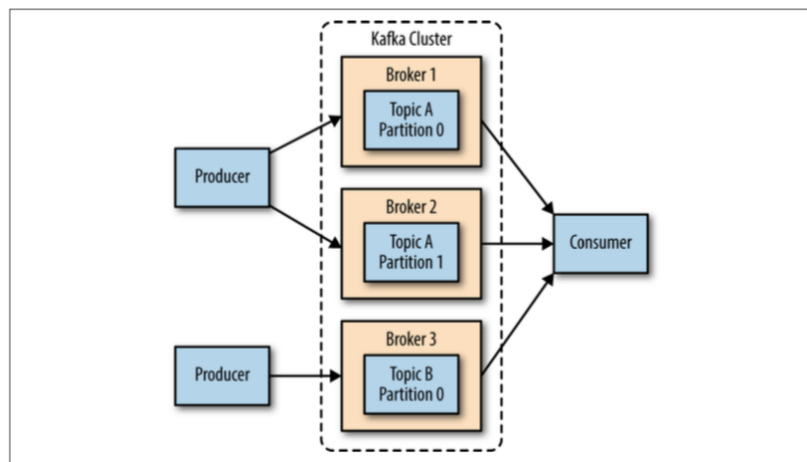 Kafka Cluster
Broker 1
Topic A
Partition 0
Producer
Broker 2
Topic A
Partition 1
Consumer
Broker 3
Producer
Topic B
Partition 0